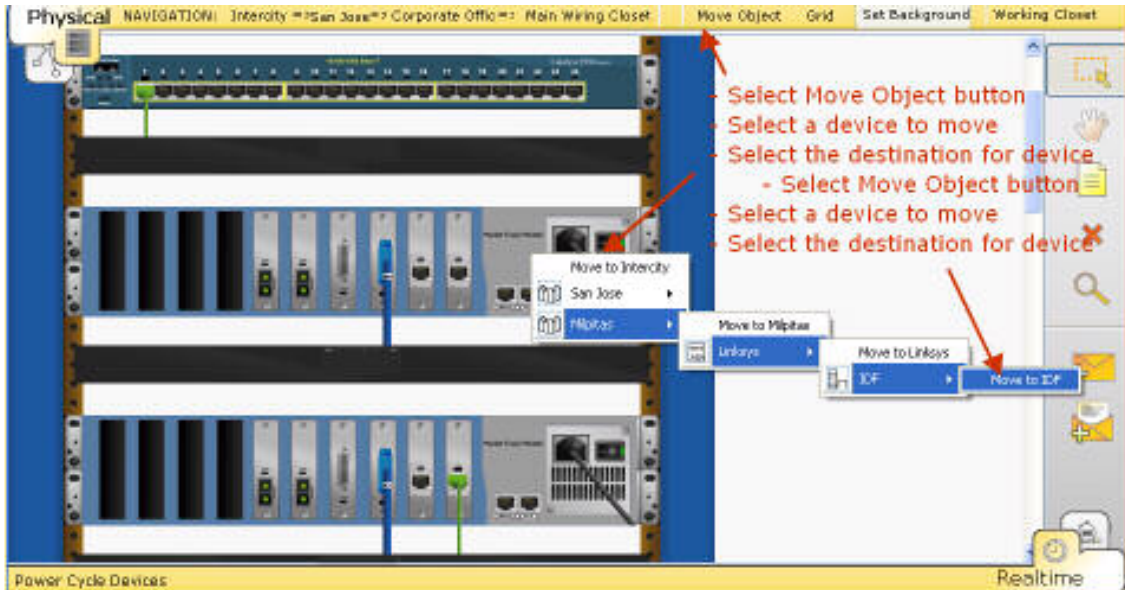 Physical NAVIGATION: Intercity =>San Jose=> Corporate Offic=> Main Wiring Closet Move Object Grid Set Background Working Closet
- Select Move Object button
- Select a device to move
- Select the destination for device
- Select Move Object button
- Select a device to move
- Select the destination for device
Move to Intercity
San Jose
Milpitas
Move to Milpitas
Linksys
Move to Linksys
IDF
Move to IDF
Power Cycle Devices
Realtime